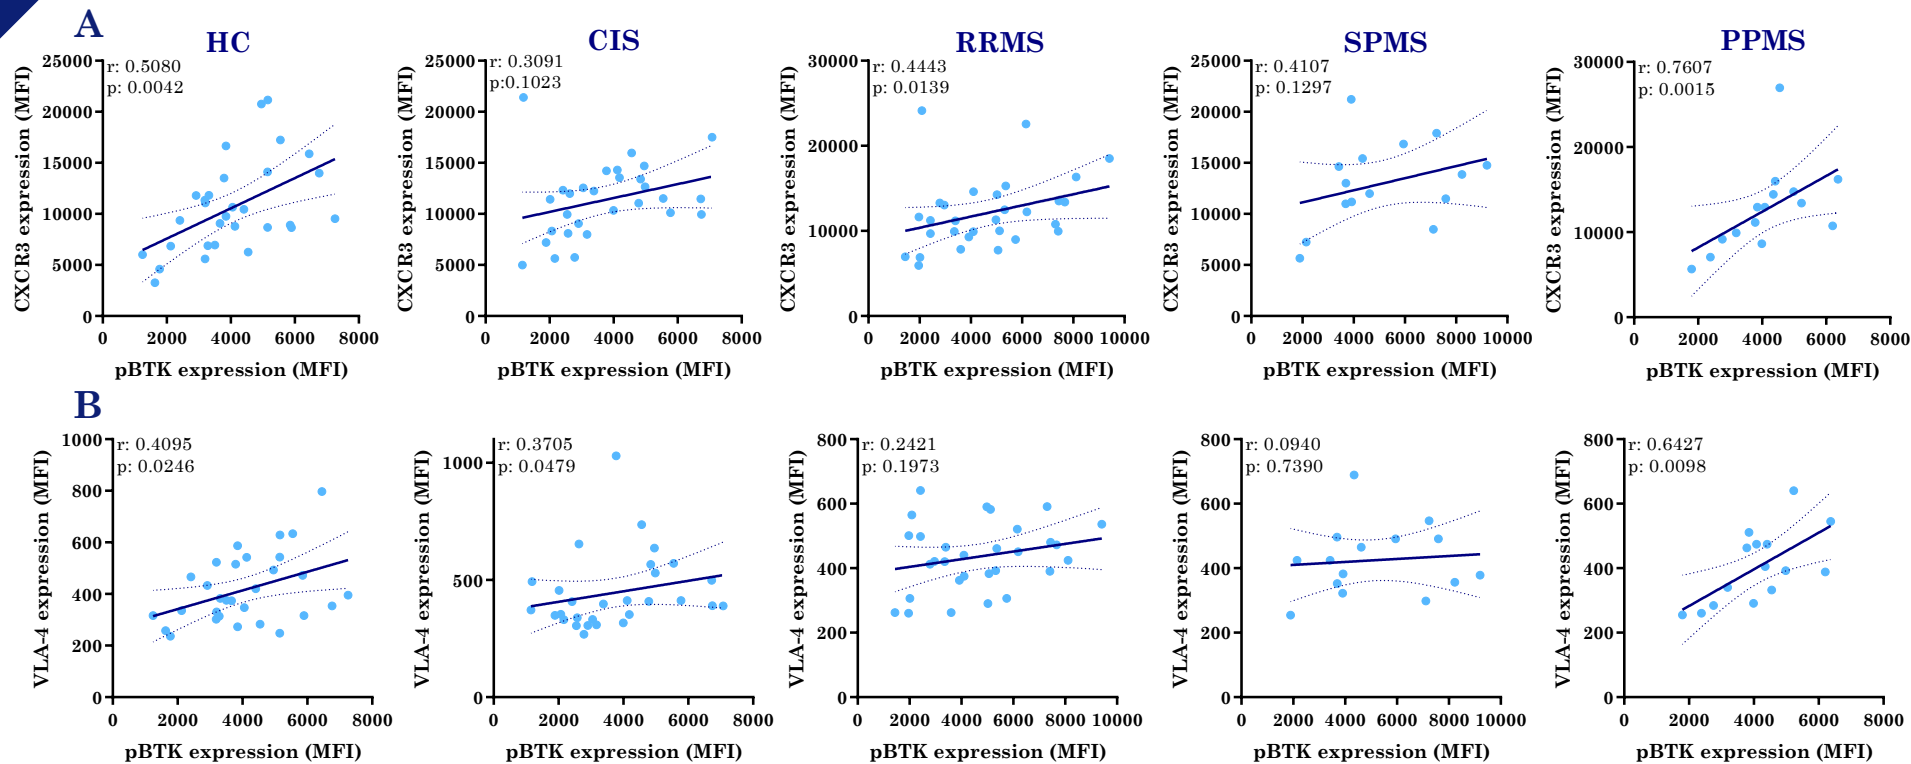 A
HC
CIS
RRMS
SPMS
PPMS
CXCR3 expression (MFI)
25000
20000
15000
10000
5000
0
r: 0.5080
p: 0.0042
0 2000 4000 6000 8000
pBTK expression (MFI)
CXCR3 expression (MFI)
25000
20000
15000
10000
5000
0
r: 0.3091
p:0.1023
0 2000 4000 6000 8000
pBTK expression (MFI)
CXCR3 expression (MFI)
30000
20000
10000
0
r: 0.4443
p: 0.0139
0 2000 4000 6000 8000 10000
pBTK expression (MFI)
CXCR3 expression (MFI)
25000
20000
15000
10000
5000
0
r: 0.4107
p: 0.1297
0 2000 4000 6000 8000 10000
pBTK expression (MFI)
CXCR3 expression (MFI)
30000
20000
10000
0
r: 0.7607
p: 0.0015
0 2000 4000 6000 8000
pBTK expression (MFI)
B
VLA-4 expression (MFI)
1000
800
600
400
200
0
r: 0.4095
p: 0.0246
0 2000 4000 6000 8000
pBTK expression (MFI)
VLA-4 expression (MFI)
1000
500
0
r: 0.3705
p: 0.0479
0 2000 4000 6000 8000
pBTK expression (MFI)
VLA-4 expression (MFI)
800
600
400
200
0
r: 0.2421
p: 0.1973
0 2000 4000 6000 8000 10000
pBTK expression (MFI)
VLA-4 expression (MFI)
800
600
400
200
0
r: 0.0940
p: 0.7390
0 2000 4000 6000 8000 10000
pBTK expression (MFI)
VLA-4 expression (MFI)
800
600
400
200
0
r: 0.6427
p: 0.0098
0 2000 4000 6000 8000
pBTK expression (MFI)